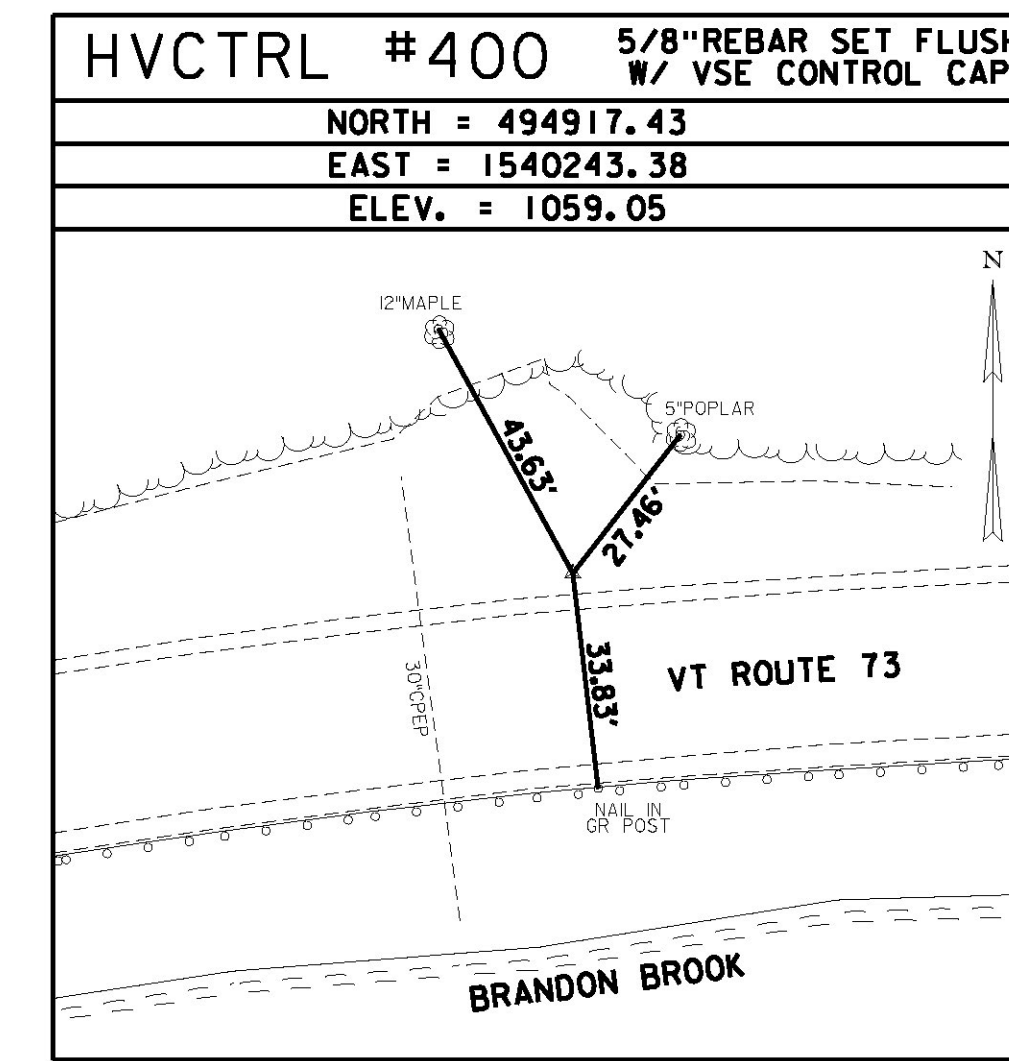 HVCTRL #400
5/8"REBAR SET FLUSH
W/ VSE CONTROL CAP
NORTH = 494917.43
EAST = 1540243.38
ELEV. = 1059.05
N
12"MAPLE
5"POPLAR
43.63'
27.46'
33.83'
30"CPEP
VT ROUTE 73
NAIL IN
GR POST
BRANDON BROOK